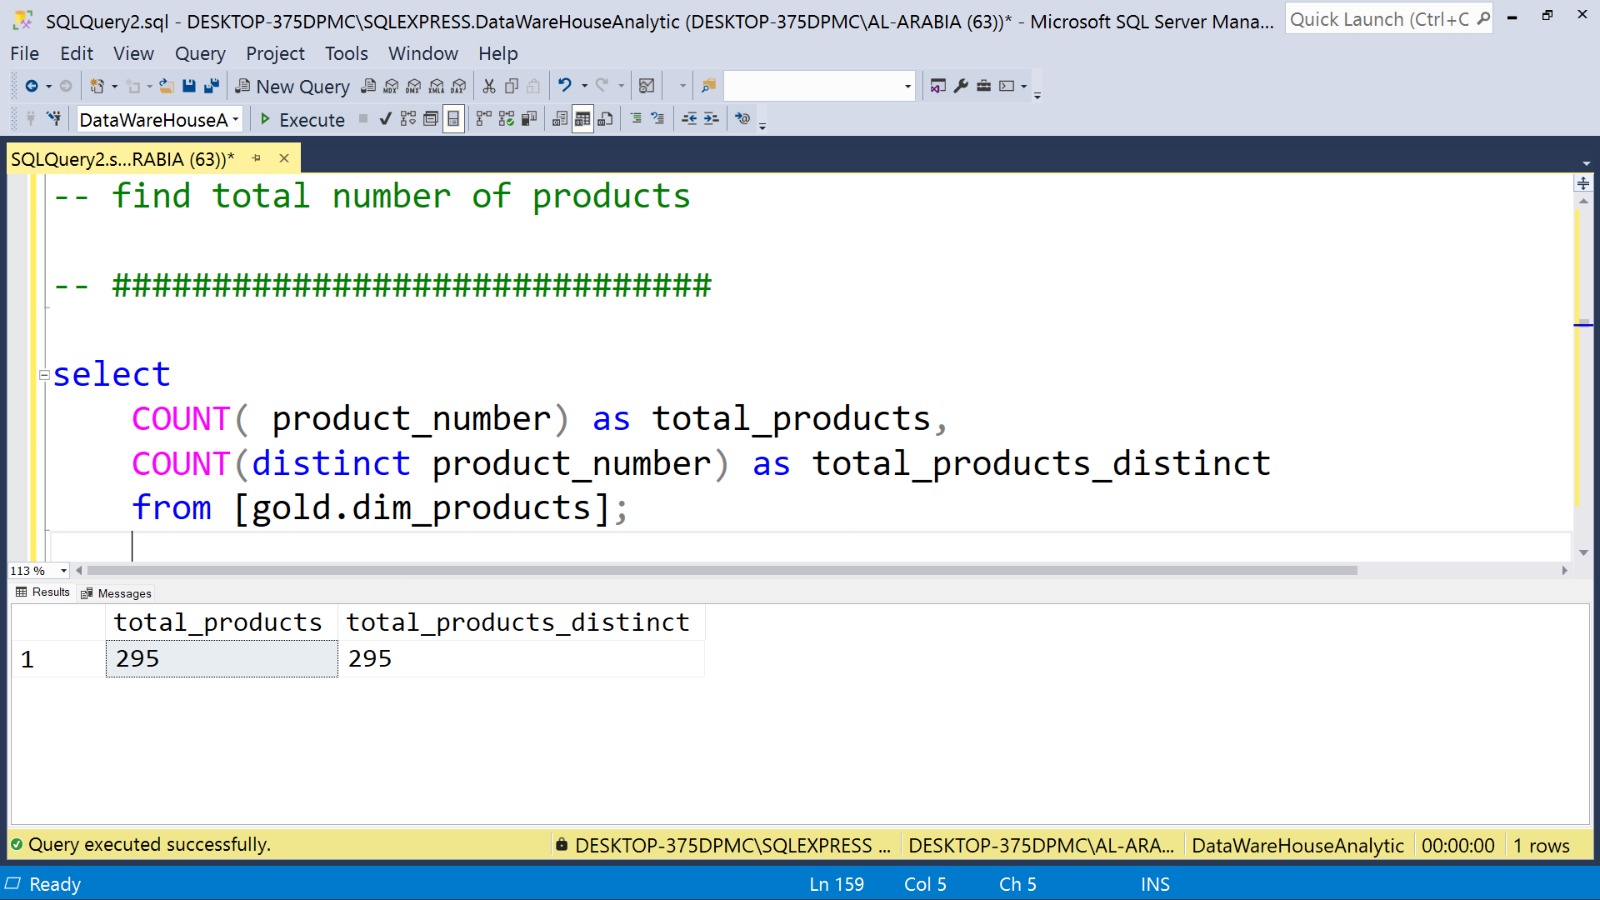 SQLQuery2.sql - DESKTOP-375DPMC\SQLEXPRESS.DataWareHouseAnalytic (DESKTOP-375DPMC\AL-ARABIA (63))* - Microsoft SQL Server Mana...
Quick Launch (Ctrl+C
File Edit View Query Project Tools Window Help
New Query
DataWareHouseA Execute
SQLQuery2.s...RABIA (63))*
-- find total number of products
-- ##############################
select
COUNT( product_number) as total_products,
COUNT(distinct product_number) as total_products_distinct
from [gold.dim_products];
113 %
Results Messages
total_products total_products_distinct
1 295 295
Query executed successfully. DESKTOP-375DPMC\SQLEXPRESS ... DESKTOP-375DPMC\AL-ARA... DataWareHouseAnalytic 00:00:00 1 rows
Ready Ln 159 Col 5 Ch 5 INS